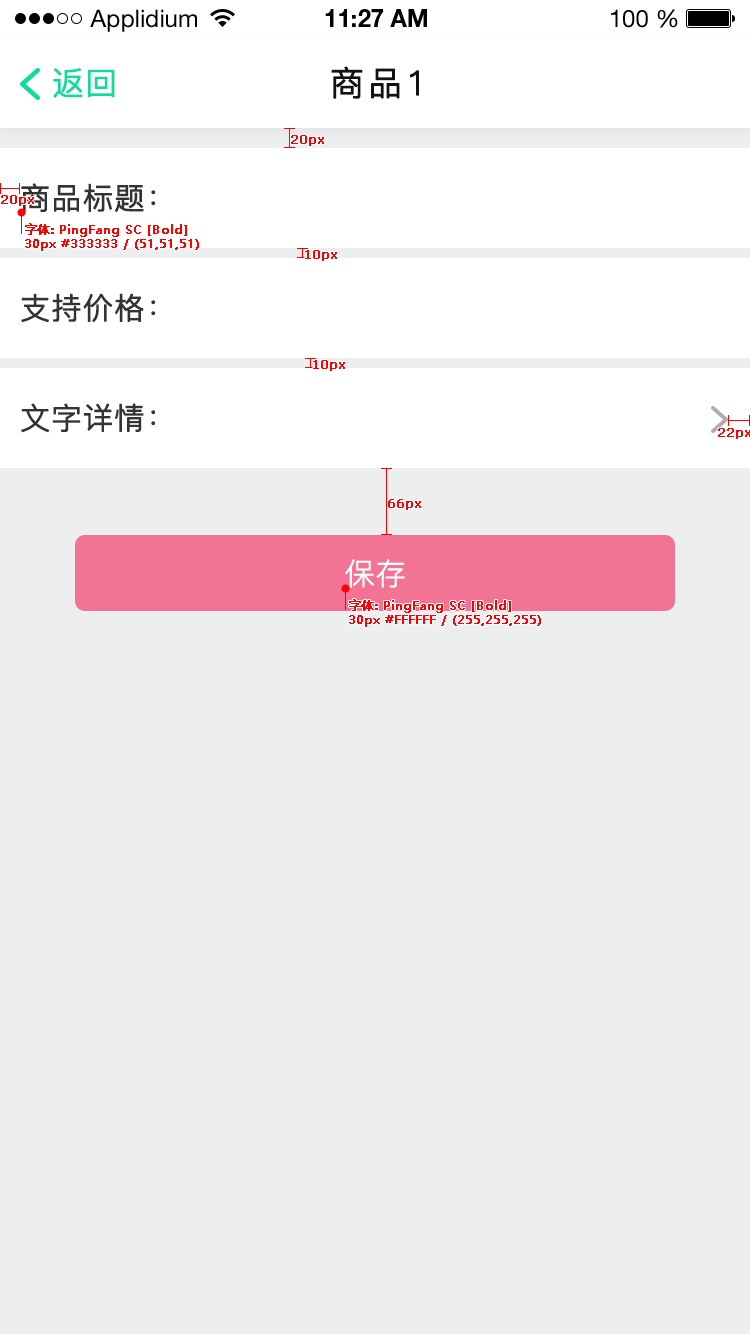 Applidium 11:27 AM 100 %
返回 商品1
20px
商品标题：
20px
字体: PingFang SC [Bold]
30px #333333 / (51,51,51)
10px
支持价格：
10px
文字详情：
22px
66px
保存
字体: PingFang SC [Bold]
30px #FFFFFF / (255,255,255)